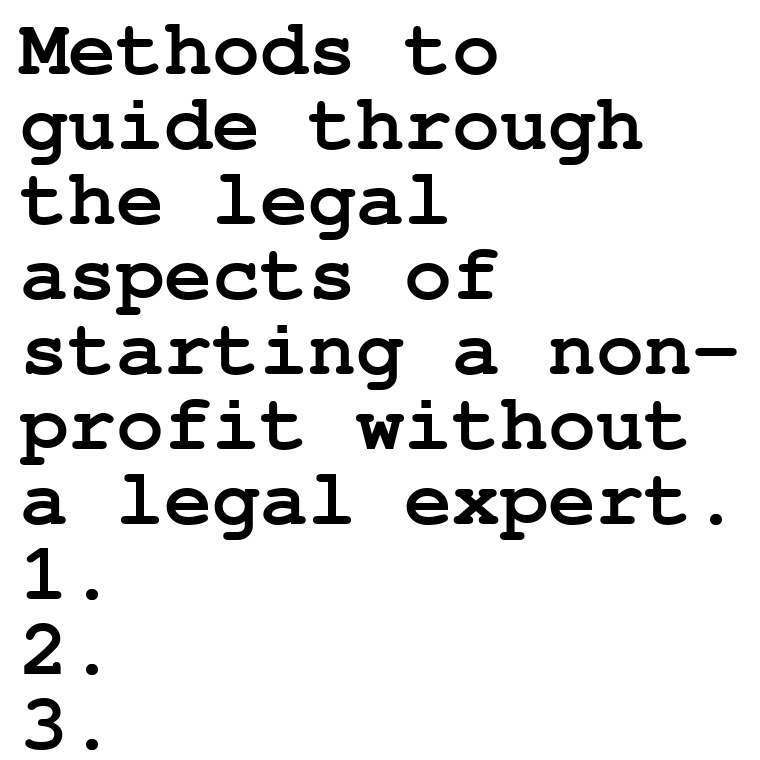 Methods to
guide through
the legal
aspects of
starting a non-
profit without
a legal expert.
1.
2.
3.